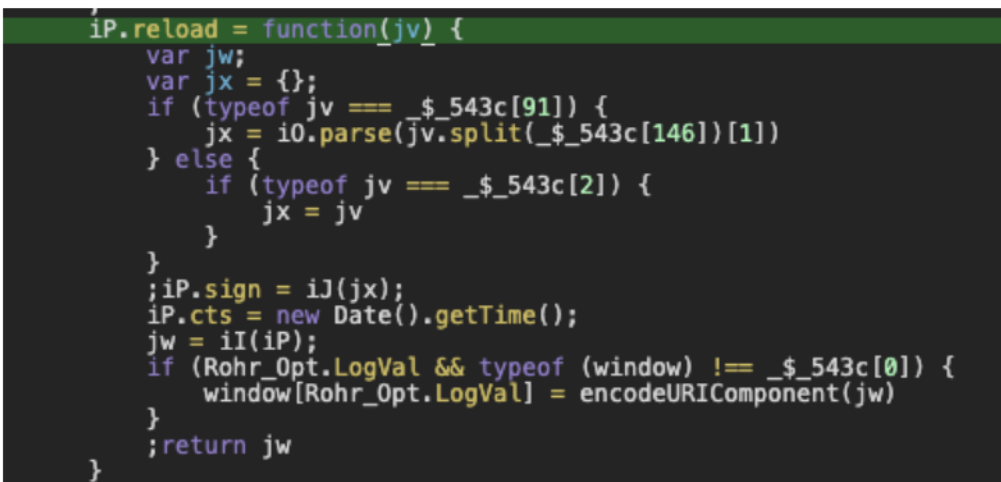 iP.reload = function(jv) {
var jw;
var jx = {};
if (typeof jv === _$_543c[91]) {
jx = iO.parse(jv.split(_$_543c[146])[1])
} else {
if (typeof jv === _$_543c[2]) {
jx = jv
}
}
;iP.sign = iJ(jx);
iP.cts = new Date().getTime();
jw = iI(iP);
if (Rohr_Opt.LogVal && typeof (window) !== _$_543c[0]) {
window[Rohr_Opt.LogVal] = encodeURIComponent(jw)
}
;return jw
}